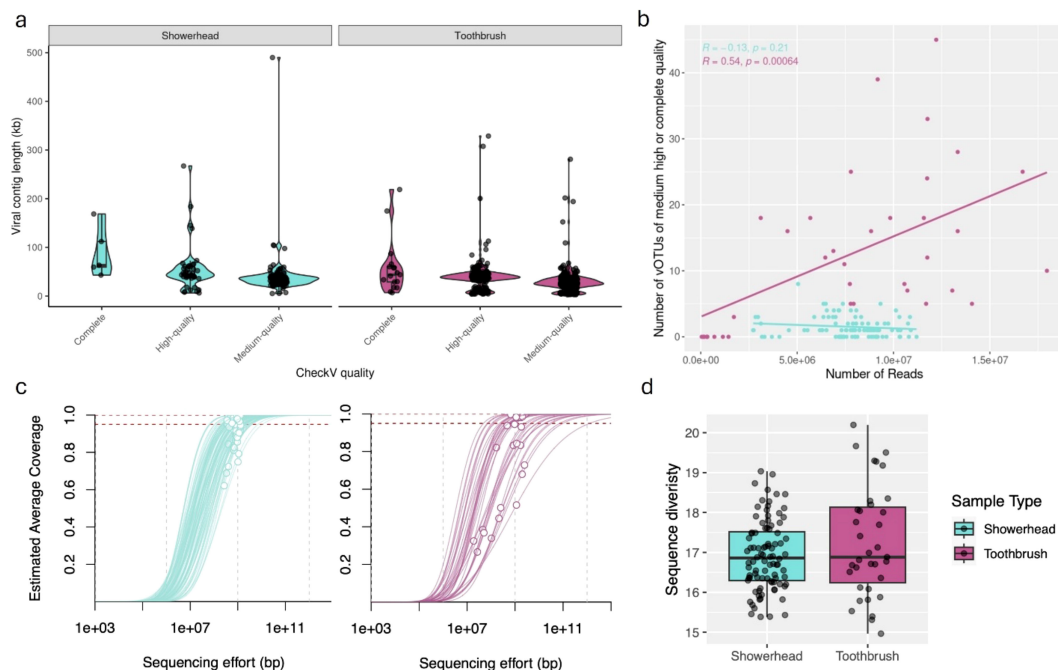 a
Showerhead
Toothbrush
Viral contig length (kb)
500
400
300
200
100
0
Complete
High-quality
Medium-quality
Complete
High-quality
Medium-quality
CheckV quality
b
R = −0.13, p = 0.21
R = 0.54, p = 0.00064
Number of vOTUs of medium high or complete quality
40
30
20
10
0
0.0e+00
5.0e+06
1.0e+07
1.5e+07
Number of Reads
c
Estimated Average Coverage
1.0
0.8
0.6
0.4
0.2
1e+03
1e+07
1e+11
Sequencing effort (bp)
1.0
0.8
0.6
0.4
0.2
1e+03
1e+07
1e+11
Sequencing effort (bp)
d
Sequence diveristy
20
19
18
17
16
15
Showerhead
Toothbrush
Sample Type
Showerhead
Toothbrush